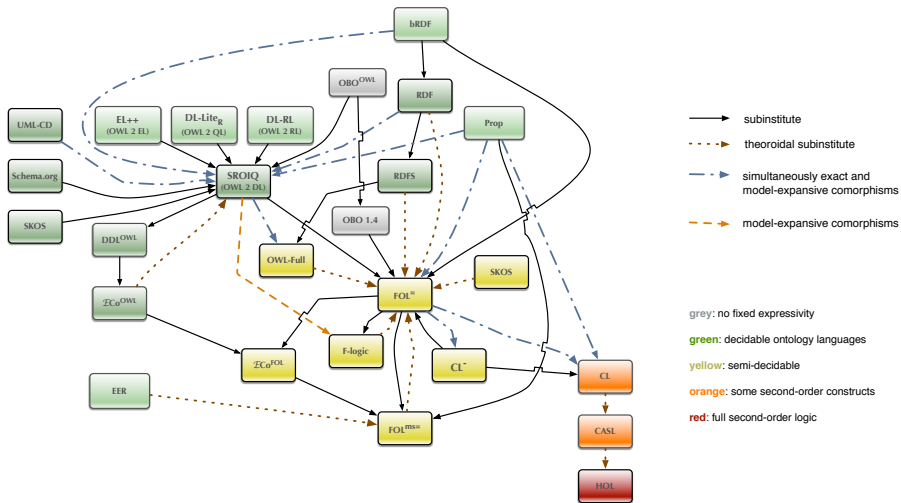 bRDF
OBO^OWL
RDF
UML-CD
EL++
(OWL 2 EL)
DL-Lite_R
(OWL 2 QL)
DL-RL
(OWL 2 RL)
Prop
subinstitute
theoroidal subinstitute
simultaneously exact and
model-expansive comorphisms
model-expansive comorphisms
Schema.org
SROIQ
(OWL 2 DL)
RDFS
SKOS
DDL^OWL
OBO 1.4
OWL-Full
SKOS
ℰCo^OWL
FOL^=
grey: no fixed expressivity
green: decidable ontology languages
yellow: semi-decidable
orange: some second-order constructs
red: full second-order logic
ℰCo^FOL
F-logic
CL^-
CL
EER
FOL^ms=
CASL
HOL